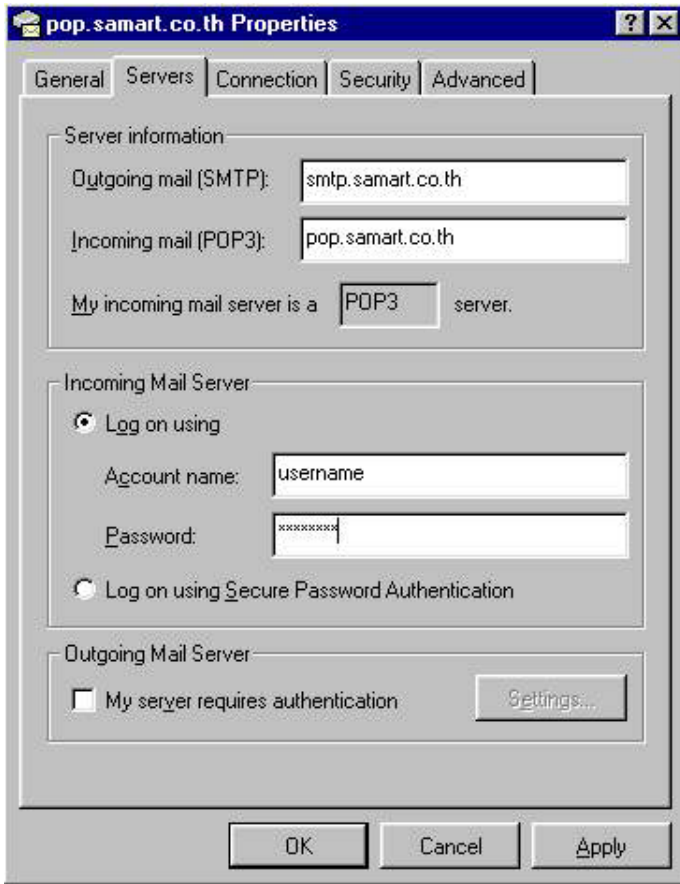 pop.samart.co.th Properties
General Servers Connection Security Advanced
Server information
Outgoing mail (SMTP): smtp.samart.co.th
Incoming mail (POP3): pop.samart.co.th
My incoming mail server is a POP3 server.
Incoming Mail Server
Log on using
Account name: username
Password: xxxxxxxx
Log on using Secure Password Authentication
Outgoing Mail Server
My server requires authentication Settings...
OK Cancel Apply